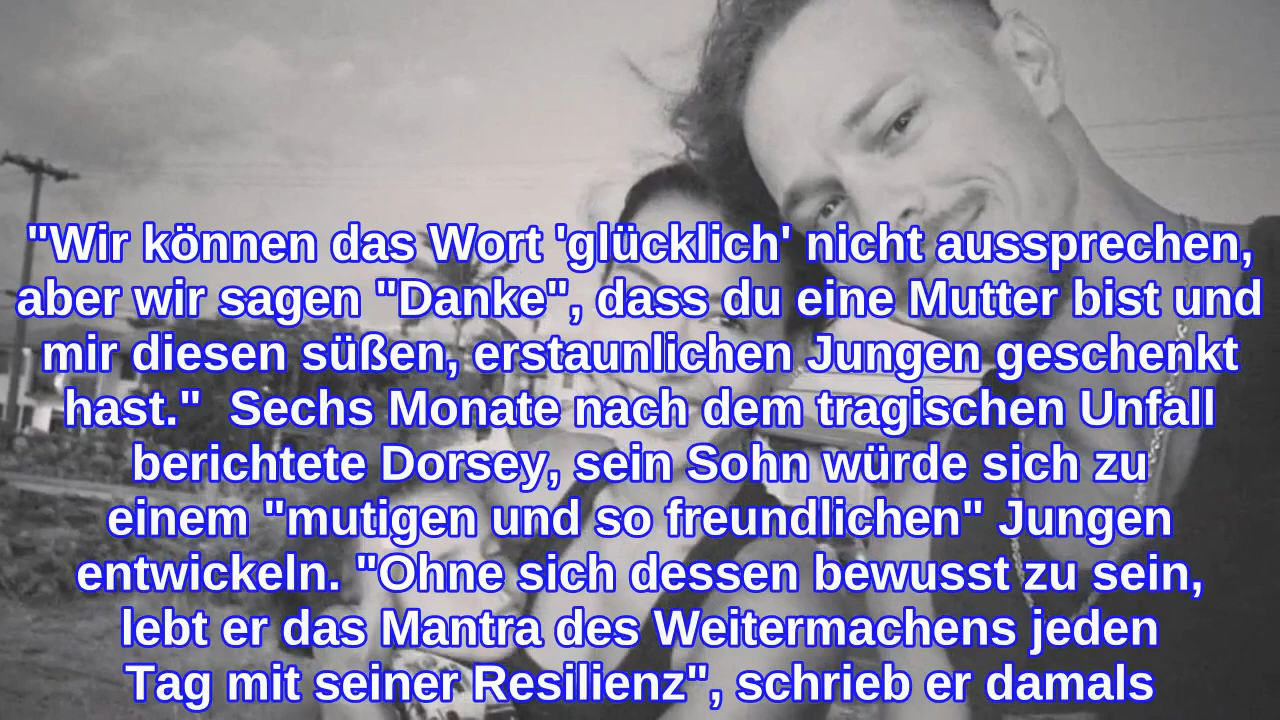 "Wir können das Wort 'glücklich' nicht aussprechen,
aber wir sagen "Danke", dass du eine Mutter bist und
mir diesen süßen, erstaunlichen Jungen geschenkt
hast."  Sechs Monate nach dem tragischen Unfall
berichtete Dorsey, sein Sohn würde sich zu
einem "mutigen und so freundlichen" Jungen
entwickeln. "Ohne sich dessen bewusst zu sein,
lebt er das Mantra des Weitermachens jeden
Tag mit seiner Resilienz", schrieb er damals